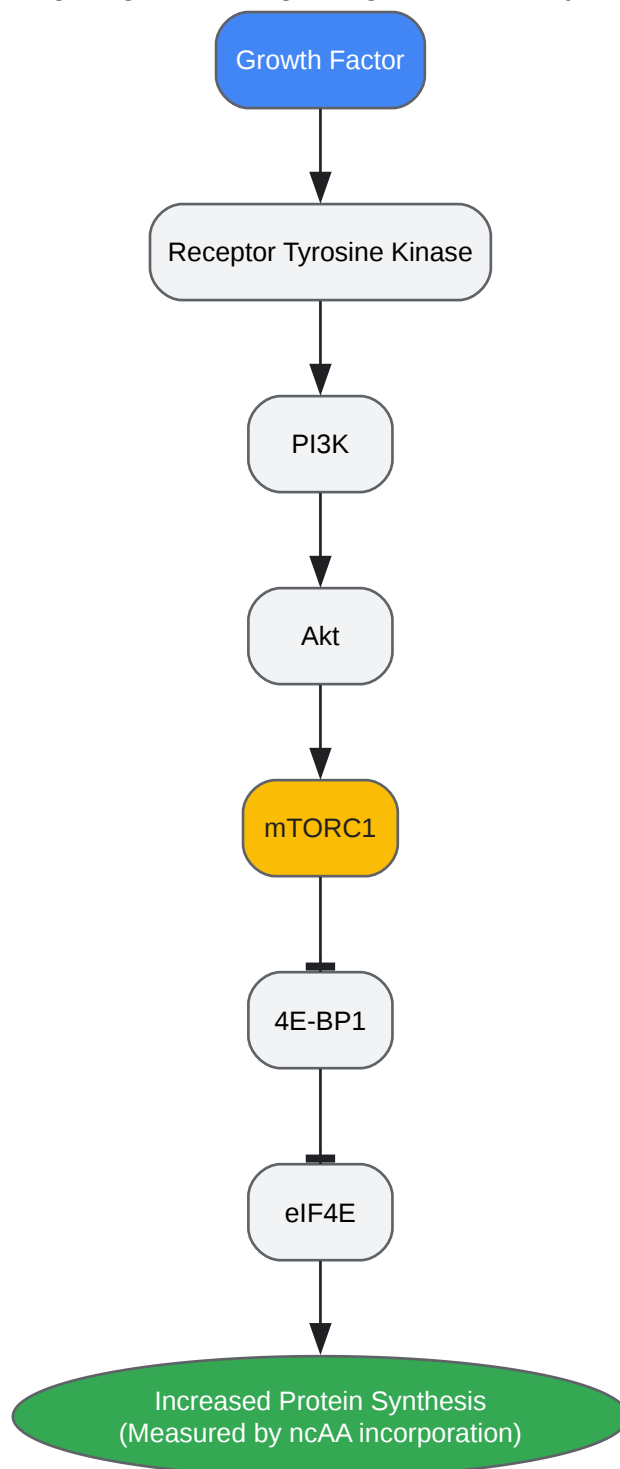 Growth Factor
Receptor Tyrosine Kinase
PI3K
Akt
mTORC1
4E-BP1
eIF4E
Increased Protein Synthesis
(Measured by ncAA incorporation)